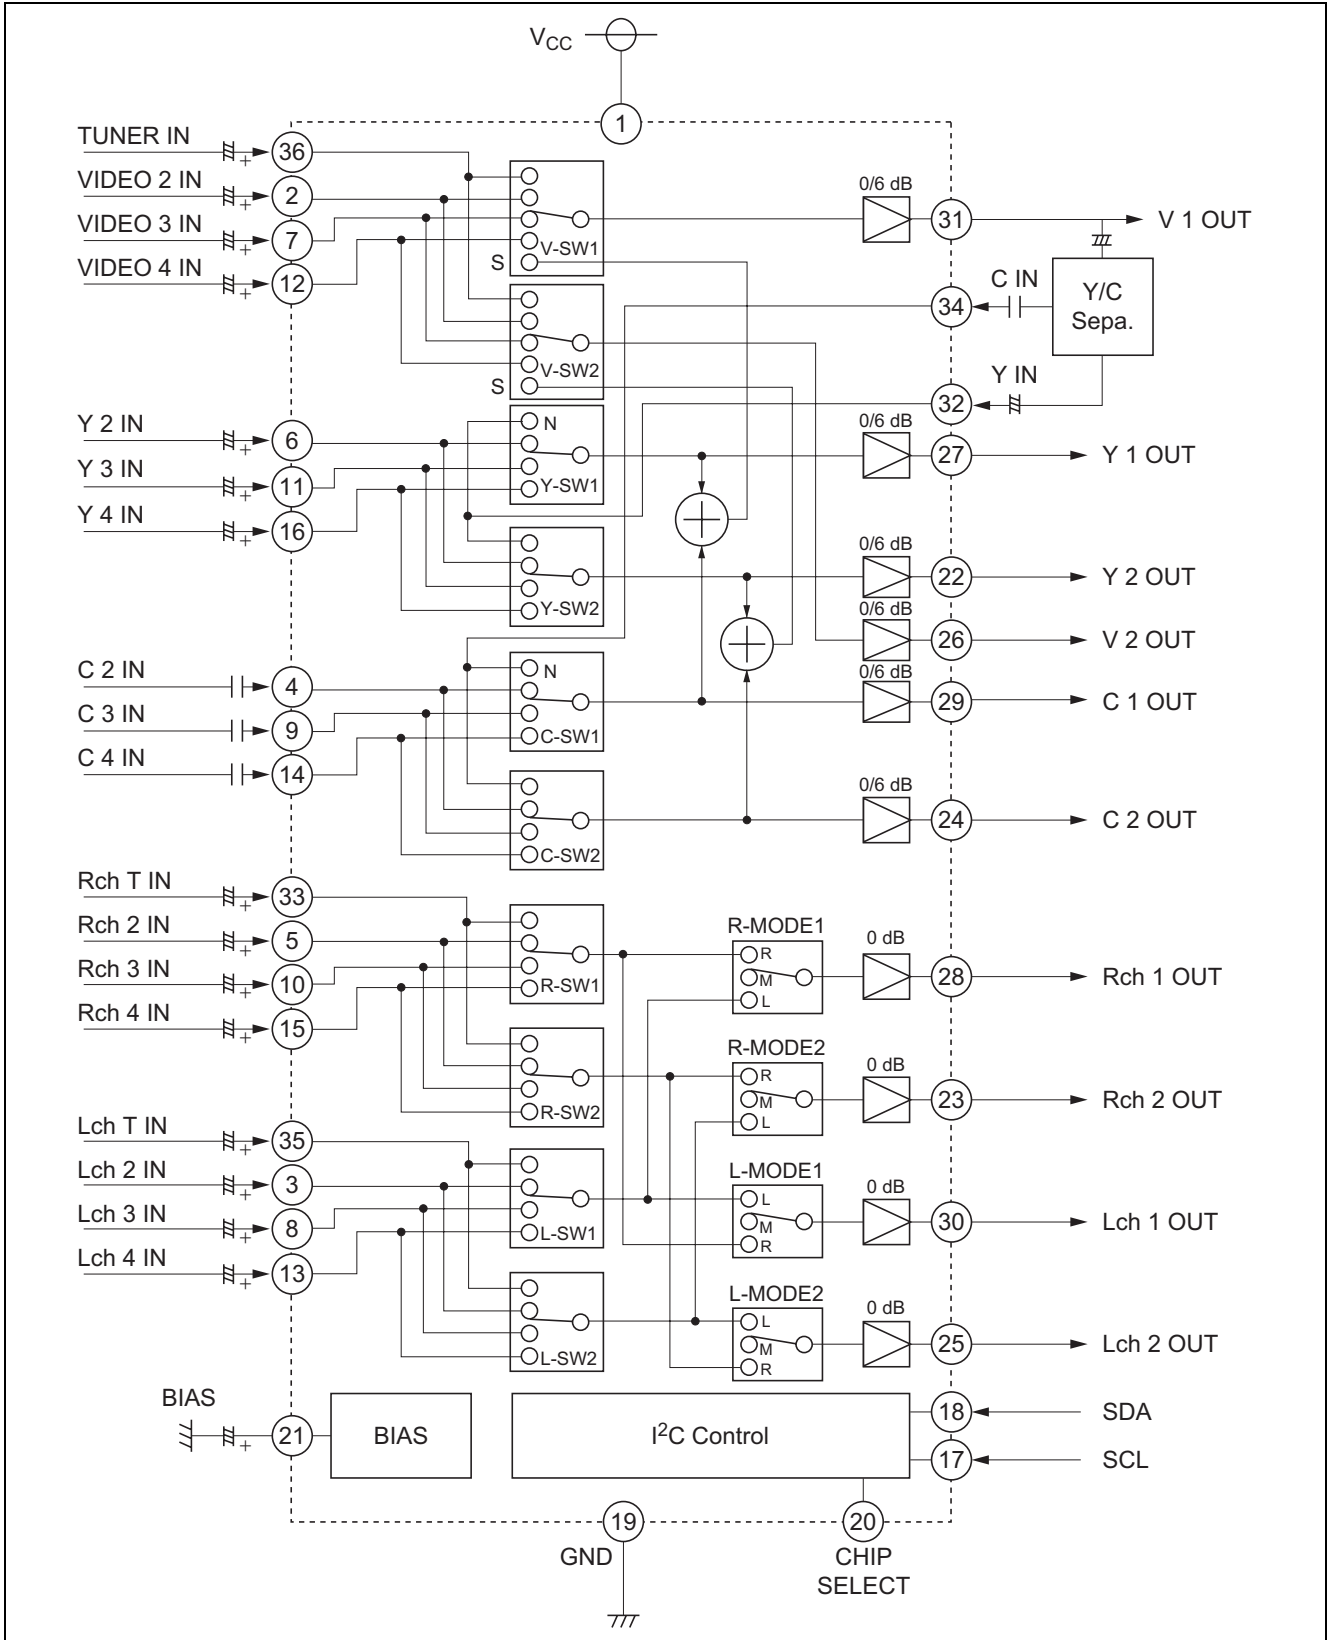 VCC
1
TUNER IN
36
VIDEO 2 IN
2
VIDEO 3 IN
7
VIDEO 4 IN
12
V-SW1
S
0/6 dB
31
V 1 OUT
C IN
34
Y/C
Sepa.
V-SW2
S
Y IN
32
Y 2 IN
6
Y 3 IN
11
Y 4 IN
16
N
Y-SW1
0/6 dB
27
Y 1 OUT
Y-SW2
0/6 dB
22
Y 2 OUT
0/6 dB
26
V 2 OUT
C 2 IN
4
C 3 IN
9
C 4 IN
14
N
C-SW1
0/6 dB
29
C 1 OUT
C-SW2
0/6 dB
24
C 2 OUT
Rch T IN
33
Rch 2 IN
5
Rch 3 IN
10
Rch 4 IN
15
R-SW1
R-MODE1
R
M
L
0 dB
28
Rch 1 OUT
R-SW2
R-MODE2
R
M
L
0 dB
23
Rch 2 OUT
Lch T IN
35
Lch 2 IN
3
Lch 3 IN
8
Lch 4 IN
13
L-SW1
L-MODE1
L
M
R
0 dB
30
Lch 1 OUT
L-SW2
L-MODE2
L
M
R
0 dB
25
Lch 2 OUT
BIAS
21
BIAS
I2C Control
18
SDA
17
SCL
19
GND
20
CHIP
SELECT